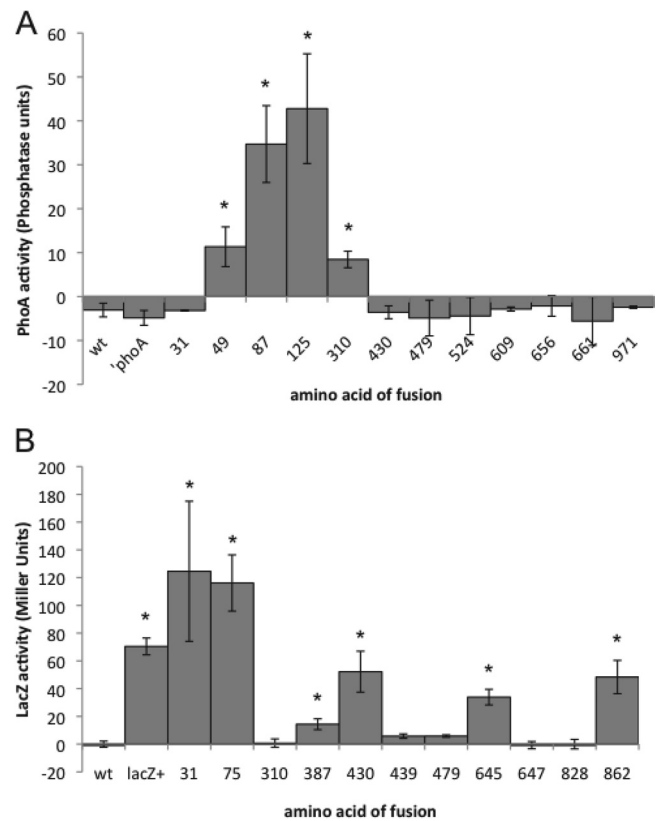 A
PhoA activity (Phosphatase units)
60
50
40
30
20
10
0
-10
-20
* * * *
wt 'phoA 31 49 87 125 310 430 479 524 609 656 661 971
amino acid of fusion
B
LacZ activity (Miller Units)
200
180
160
140
120
100
80
60
40
20
0
-20
* * * * * * *
wt lacZ+ 31 75 310 387 430 439 479 645 647 828 862
amino acid of fusion